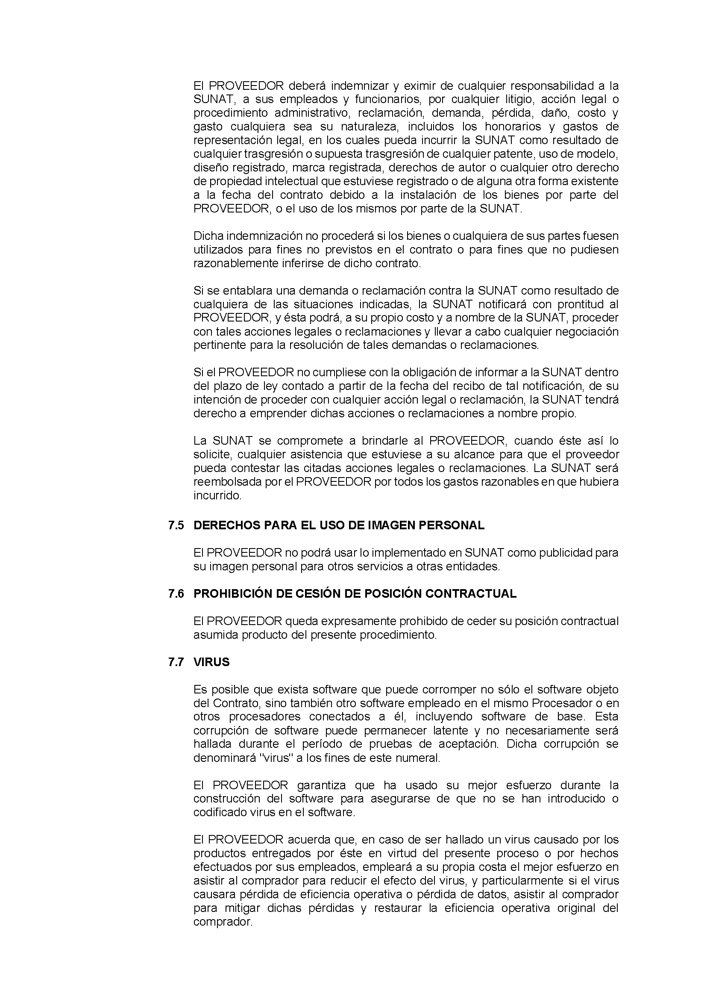 El PROVEEDOR deberá indemnizar y eximir de cualquier responsabilidad a la
SUNAT, a sus empleados y funcionarios, por cualquier litigio, acción legal o
procedimiento administrativo, reclamación, demanda, pérdida, daño, costo y
gasto cualquiera sea su naturaleza, incluidos los honorarios y gastos de
representación legal, en los cuales pueda incurrir la SUNAT como resultado de
cualquier trasgresión o supuesta trasgresión de cualquier patente, uso de modelo,
diseño registrado, marca registrada, derechos de autor o cualquier otro derecho
de propiedad intelectual que estuviese registrado o de alguna otra forma existente
a la fecha del contrato debido a la instalación de los bienes por parte del
PROVEEDOR, o el uso de los mismos por parte de la SUNAT.
Dicha indemnización no procederá si los bienes o cualquiera de sus partes fuesen
utilizados para fines no previstos en el contrato o para fines que no pudiesen
razonablemente inferirse de dicho contrato.
Si se entablara una demanda o reclamación contra la SUNAT como resultado de
cualquiera de las situaciones indicadas, la SUNAT notificará con prontitud al
PROVEEDOR, y ésta podrá, a su propio costo y a nombre de la SUNAT, proceder
con tales acciones legales o reclamaciones y llevar a cabo cualquier negociación
pertinente para la resolución de tales demandas o reclamaciones.
Si el PROVEEDOR no cumpliese con la obligación de informar a la SUNAT dentro
del plazo de ley contado a partir de la fecha del recibo de tal notificación, de su
intención de proceder con cualquier acción legal o reclamación, la SUNAT tendrá
derecho a emprender dichas acciones o reclamaciones a nombre propio.
La SUNAT se compromete a brindarle al PROVEEDOR, cuando éste así lo
solicite, cualquier asistencia que estuviese a su alcance para que el proveedor
pueda contestar las citadas acciones legales o reclamaciones. La SUNAT será
reembolsada por el PROVEEDOR por todos los gastos razonables en que hubiera
incurrido.
7.5 DERECHOS PARA EL USO DE IMAGEN PERSONAL
El PROVEEDOR no podrá usar lo implementado en SUNAT como publicidad para
su imagen personal para otros servicios a otras entidades.
7.6 PROHIBICIÓN DE CESIÓN DE POSICIÓN CONTRACTUAL
El PROVEEDOR queda expresamente prohibido de ceder su posición contractual
asumida producto del presente procedimiento.
7.7 VIRUS
Es posible que exista software que puede corromper no sólo el software objeto
del Contrato, sino también otro software empleado en el mismo Procesador o en
otros procesadores conectados a él, incluyendo software de base. Esta
corrupción de software puede permanecer latente y no necesariamente será
hallada durante el período de pruebas de aceptación. Dicha corrupción se
denominará "virus" a los fines de este numeral.
El PROVEEDOR garantiza que ha usado su mejor esfuerzo durante la
construcción del software para asegurarse de que no se han introducido o
codificado virus en el software.
El PROVEEDOR acuerda que, en caso de ser hallado un virus causado por los
productos entregados por éste en virtud del presente proceso o por hechos
efectuados por sus empleados, empleará a su propia costa el mejor esfuerzo en
asistir al comprador para reducir el efecto del virus, y particularmente si el virus
causara pérdida de eficiencia operativa o pérdida de datos, asistir al comprador
para mitigar dichas pérdidas y restaurar la eficiencia operativa original del
comprador.